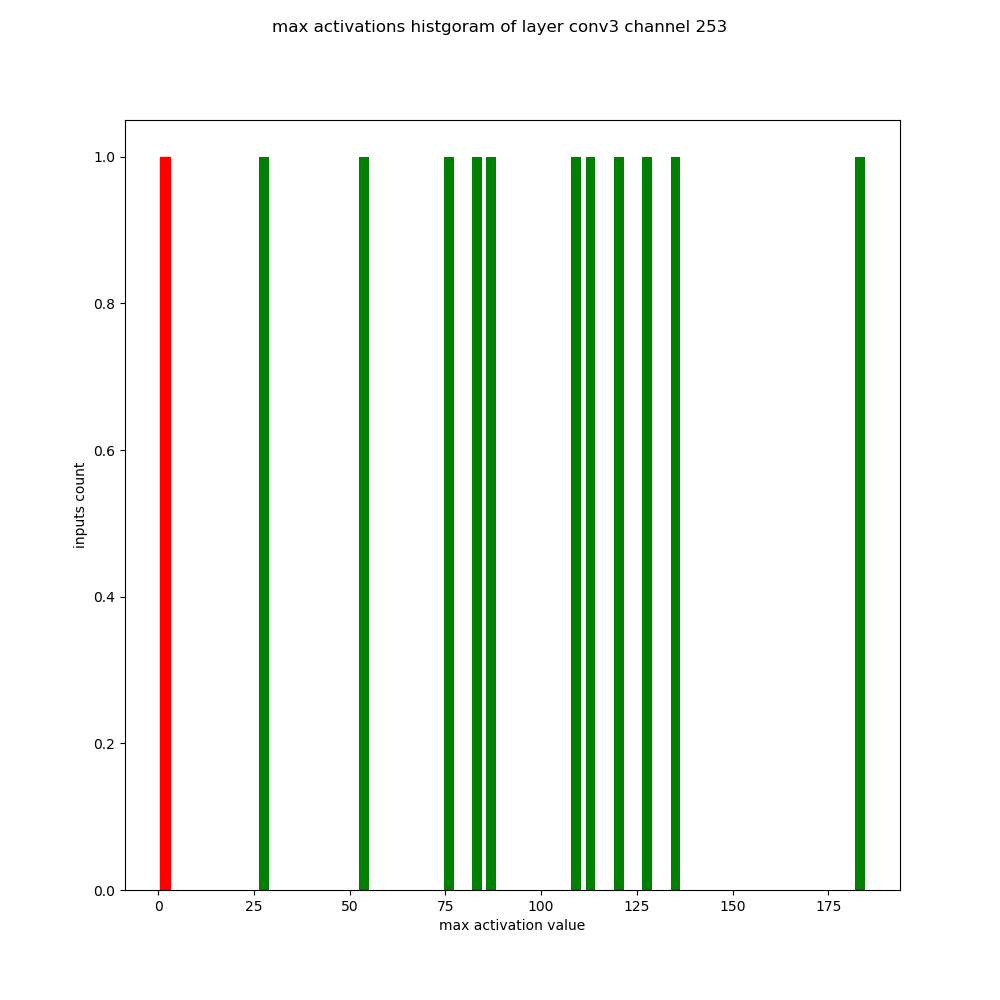 max activations histgoram of layer conv3 channel 253
1.0
0.8
0.6
0.4
0.2
0.0
inputs count
0 25 50 75 100 125 150 175
max activation value